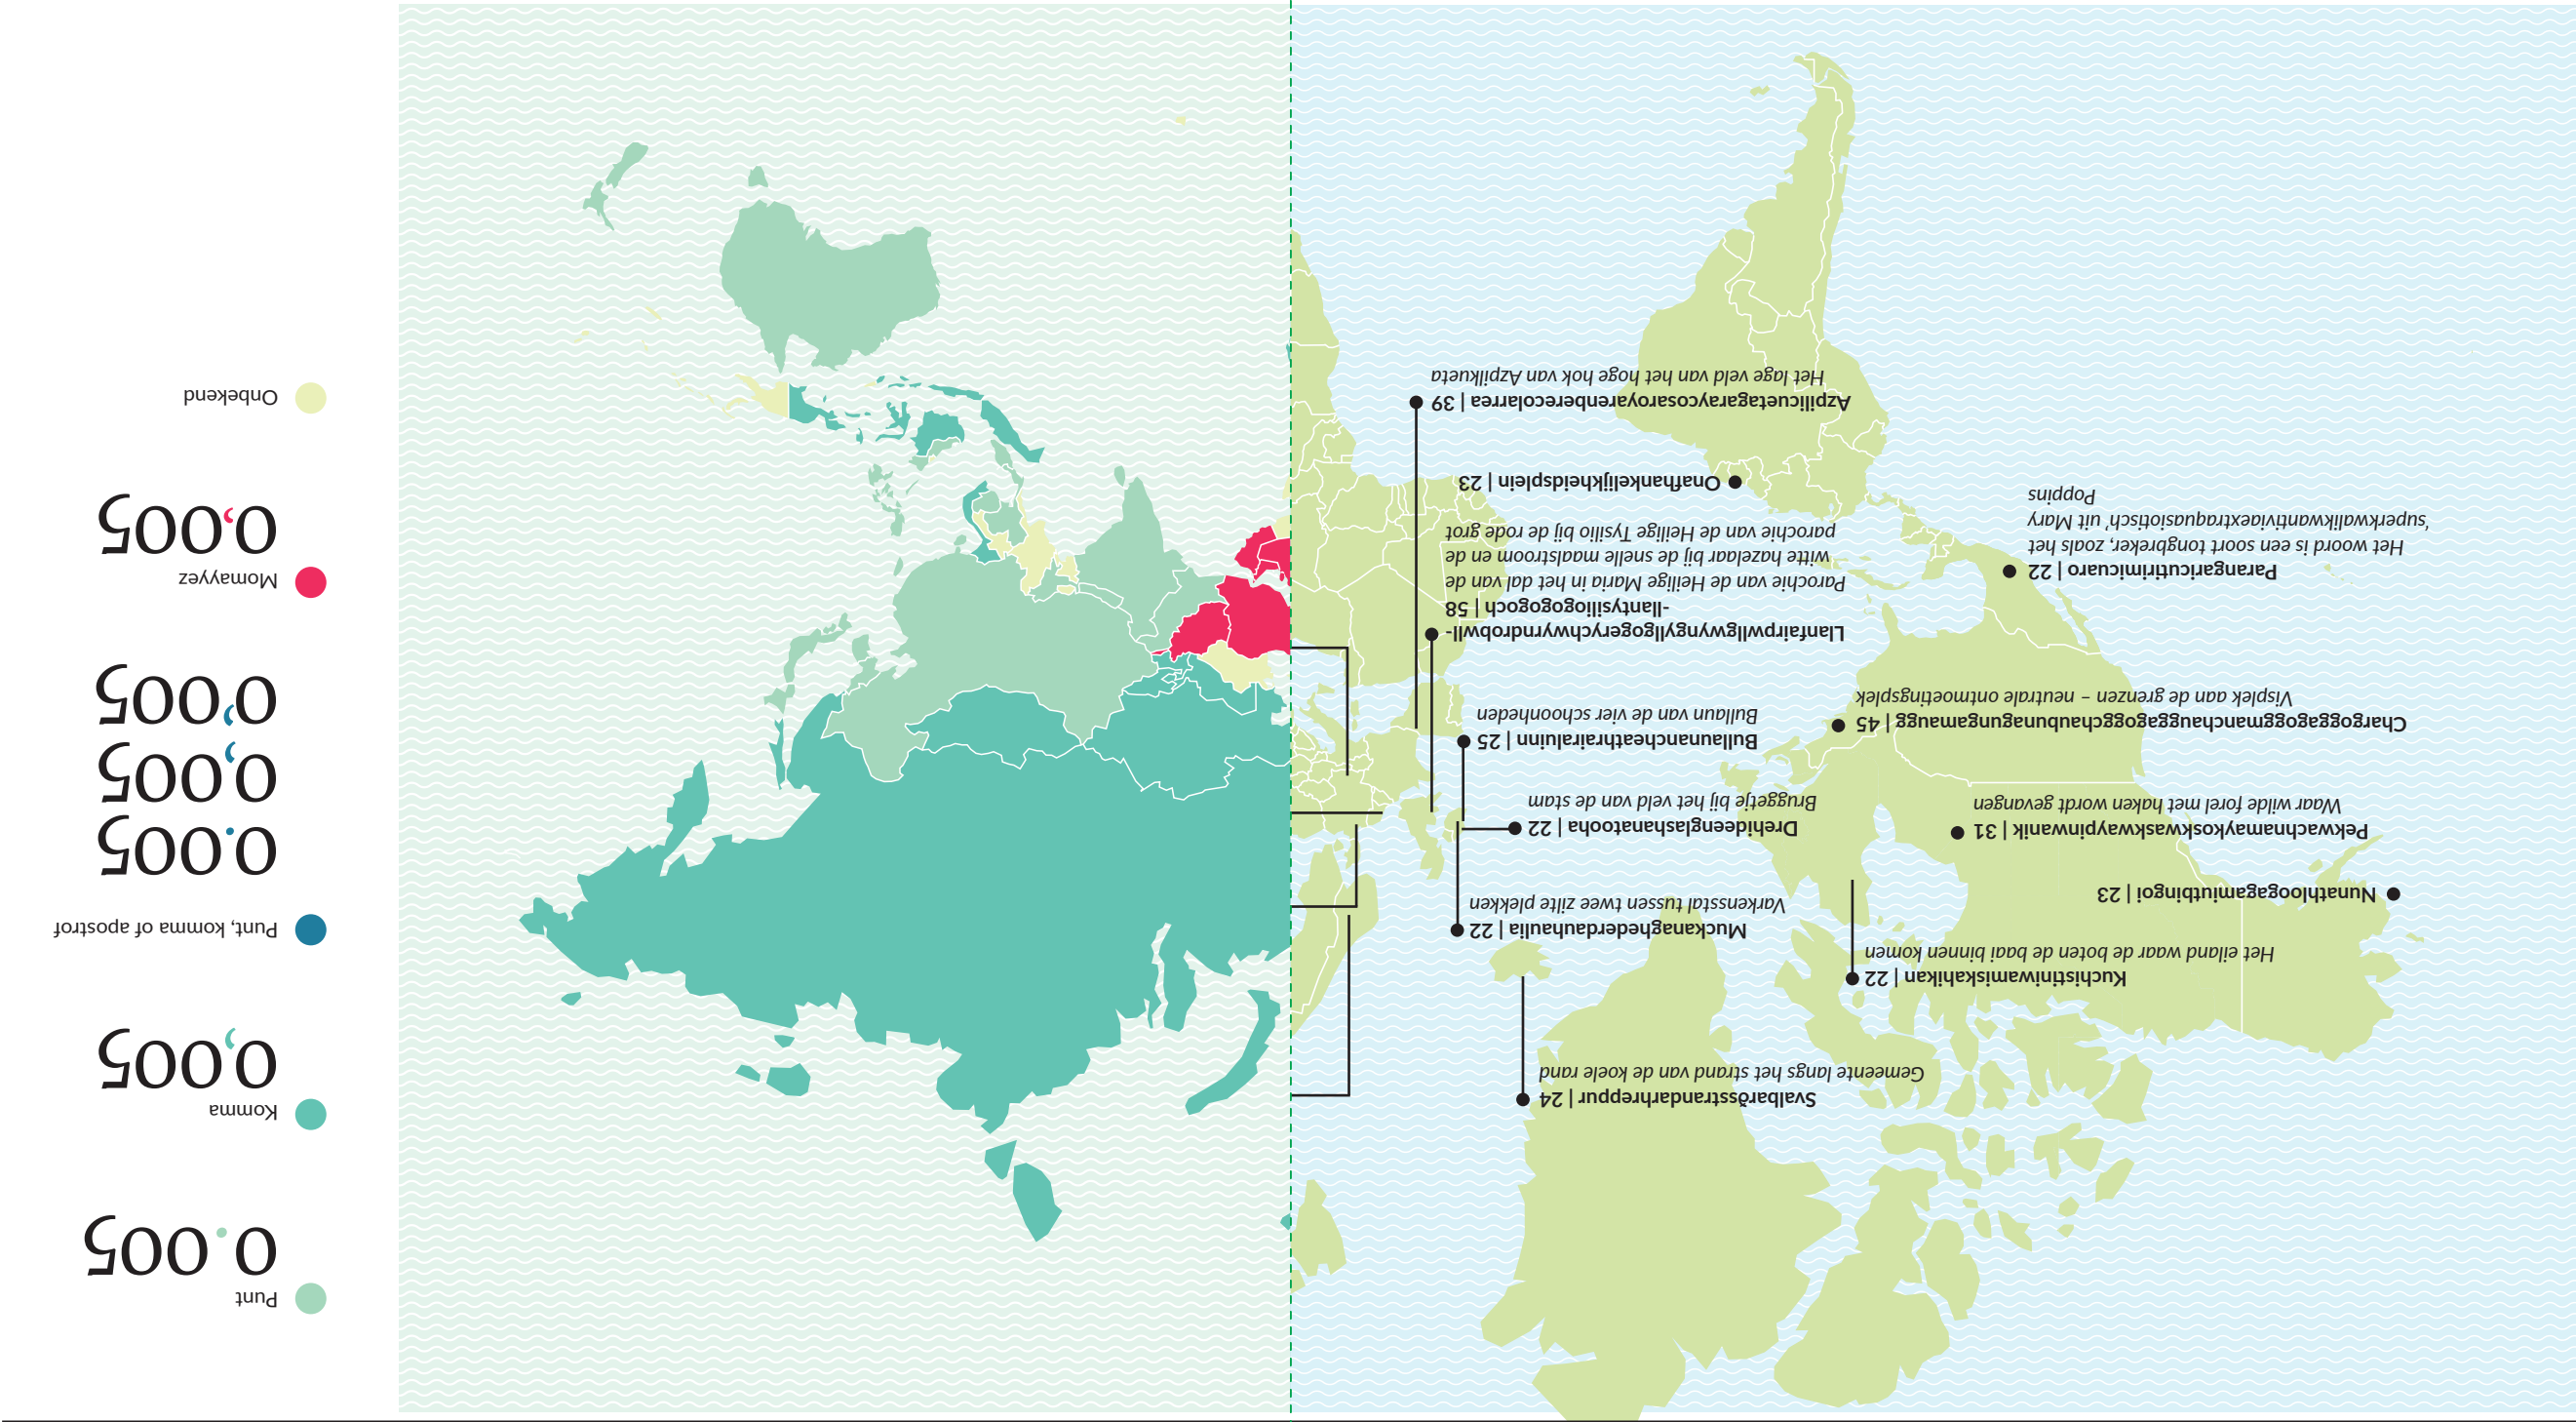 Svalbarðsstrandarhreppur | 24
Gemeente langs het strand van de koele rand
Kuchistiniwamiskahikan | 22
Het eiland waar de boten de baai binnen komen
Muckanaghederdauhaulia | 22
Varkensstal tussen twee zilte plekken
Nunathloogagamiutbingoi | 23
Pekwachnamaykoskwaskwaypinwanik | 31
Waar wilde forel met haken wordt gevangen
Drehideenglashanatooha | 22
Bruggetje bij het veld van de stam
Bullaunancheathrairaluinn | 25
Bullaun van de vier schoonheden
Chargoggagoggmanchauggagoggchaubunagungamaugg | 45
Visplek aan de grenzen – neutrale ontmoetingsplek
Llanfairpwllgwyngyllgogerychwyrndrobwll-
-llantysiliogogogoch | 58
Parochie van de Heilige Maria in het dal van de
witte hazelaar bij de snelle maalstroom en de
parochie van de Heilige Tysilio bij de rode grot
Parangaricutirimicuaro | 22
Het woord is een soort tongbreker, zoals het
‘superkwalikwantiviaextraquasiotisch’ uit Mary
Poppins
Onafhankelijkheidsplein | 23
Azpilicuetagaraycosaroyarenberecolarrea | 39
Het lage veld van het hoge hok van Azpilkueta
Punt
0.005
Komma
0,005
Punt, komma of apostrof
0.005
0,005
0’005
Momayyez
0٫005
Onbekend